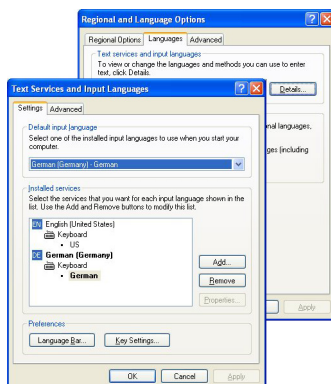 Regional and Language Options
Regional Options Languages Advanced
Text services and input languages
To view or change the languages and methods you can use to enter
text, click Details.
Details...
nal languages,
ges (including
Apply
Text Services and Input Languages
Settings Advanced
Default input language
Select one of the installed input languages to use when you start your
computer.
German (Germany) - German
Installed services
Select the services that you want for each input language shown in the
list. Use the Add and Remove buttons to modify this list.
EN English (United States)
Keyboard
• US
DE German (Germany)
Keyboard
• German
Add...
Remove
Properties...
Preferences
Language Bar... Key Settings...
OK Cancel Apply